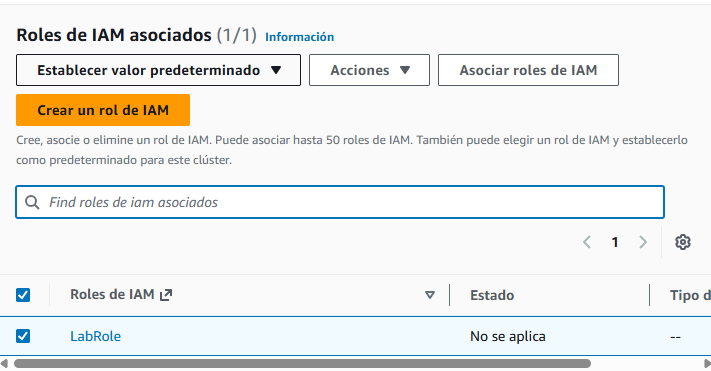 Roles de IAM asociados (1/1) Información
Establecer valor predeterminado Acciones Asociar roles de IAM
Crear un rol de IAM
Cree, asocie o elimine un rol de IAM. Puede asociar hasta 50 roles de IAM. También puede elegir un rol de IAM y establecerlo
como predeterminado para este clúster.
Find roles de iam asociados
1
Roles de IAM Estado Tipo d
LabRole No se aplica --